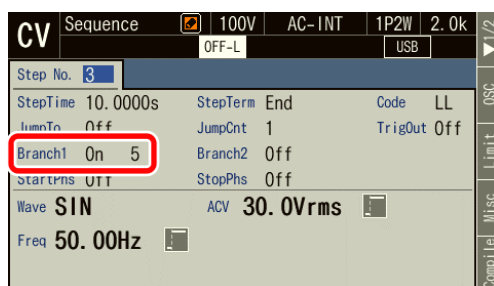 CV Sequence 100V AC-INT 1P2W 2.0k
OFF-L USB
▼1/2
Step No. 3
StepTime 10.0000s StepTerm End Code LL
JumpTo Off JumpCnt 1 TrigOut Off
Branch1 On 5 Branch2 Off
StartPhs Off StopPhs Off
Wave SIN ACV 30.0Vrms
Freq 50.00Hz
OSC
Limit
Misc
Compile